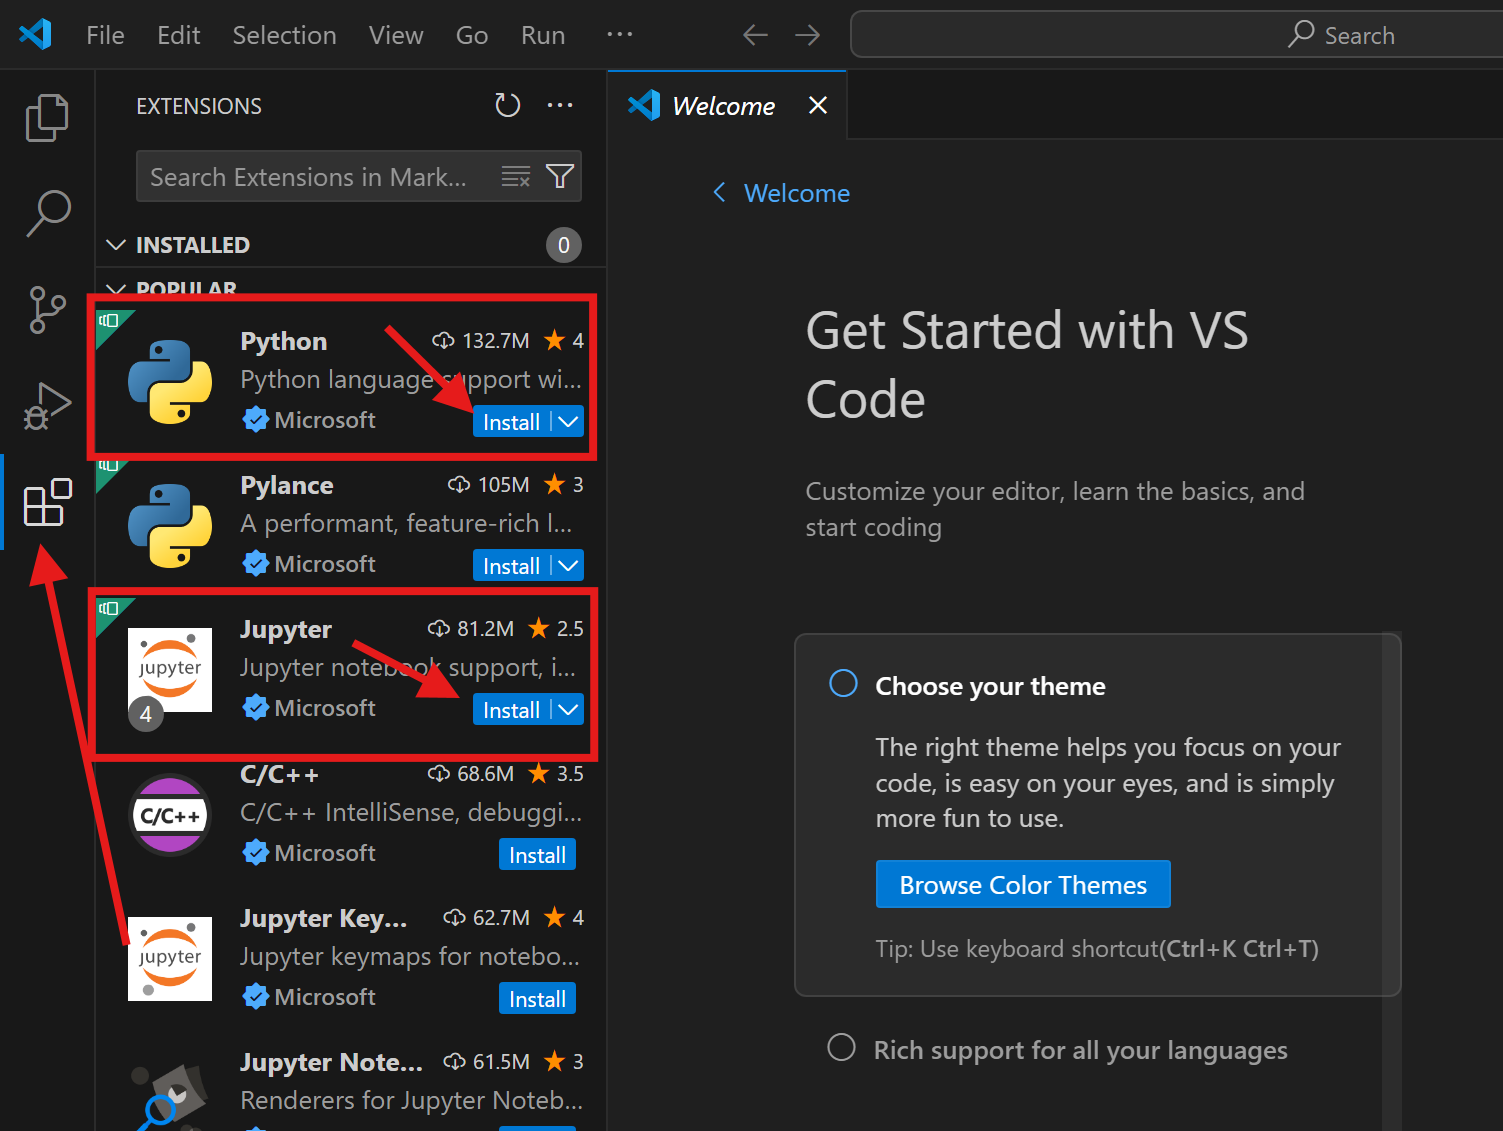 File Edit Selection View Go Run ···
Search
EXTENSIONS
Welcome
Search Extensions in Mark...
Welcome
INSTALLED 0
POPULAR
Python 132.7M 4
Python language support wi...
Microsoft Install
Pylance 105M 3
A performant, feature-rich l...
Microsoft Install
Jupyter 81.2M 2.5
Jupyter notebook support, i...
Microsoft Install
jupyter
4
C/C++ 68.6M 3.5
C/C++ IntelliSense, debuggi...
C/C++
Microsoft Install
Jupyter Key... 62.7M 4
Jupyter keymaps for notebo...
jupyter
Microsoft Install
Jupyter Note... 61.5M 3
Renderers for Jupyter Noteb...
Get Started with VS
Code
Customize your editor, learn the basics, and
start coding
Choose your theme
The right theme helps you focus on your
code, is easy on your eyes, and is simply
more fun to use.
Browse Color Themes
Tip: Use keyboard shortcut(Ctrl+K Ctrl+T)
Rich support for all your languages